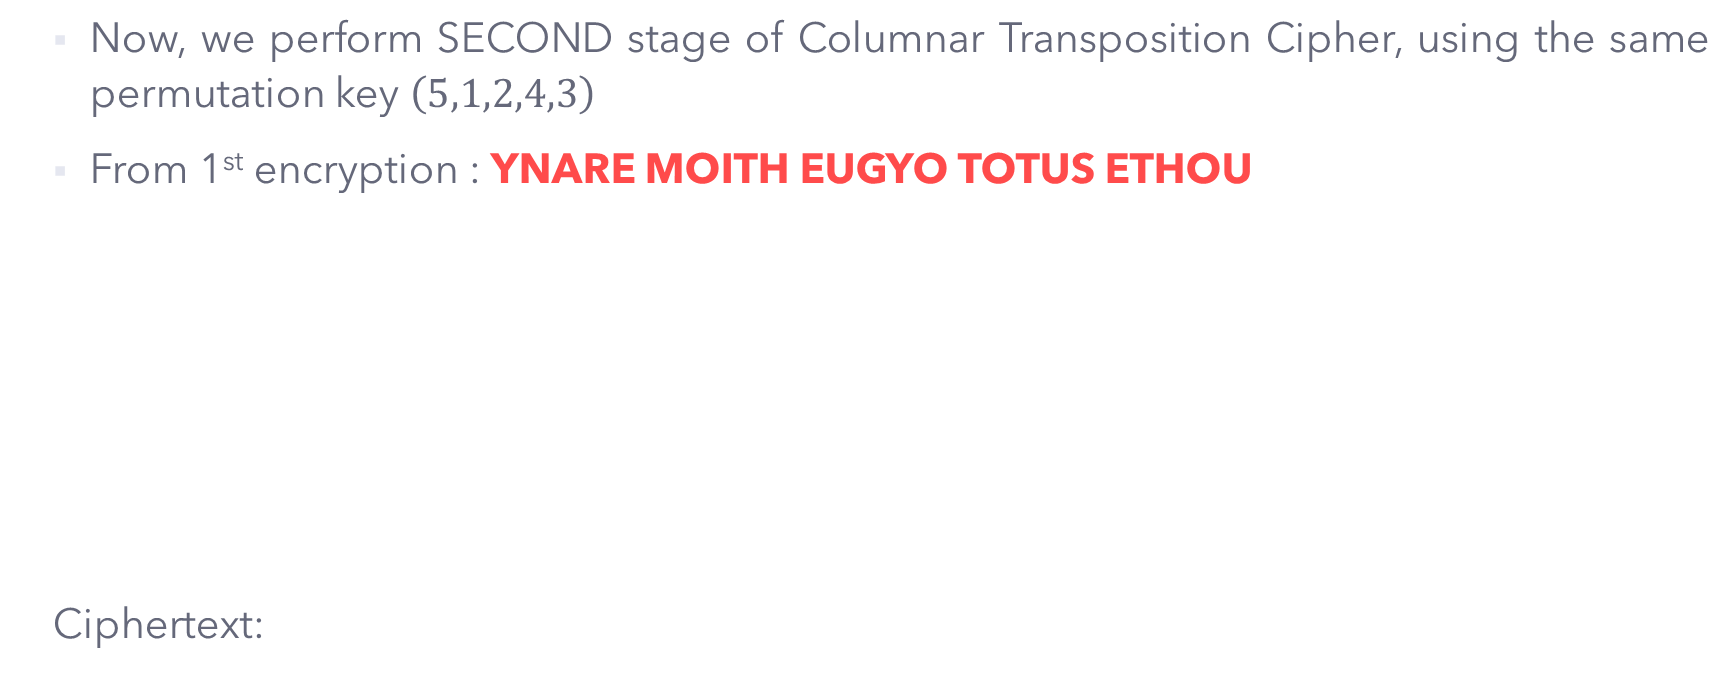 ▪ Now, we perform SECOND stage of Columnar Transposition Cipher, using the same
permutation key (5,1,2,4,3)
▪ From 1st encryption : YNARE MOITH EUGYO TOTUS ETHOU
Ciphertext: